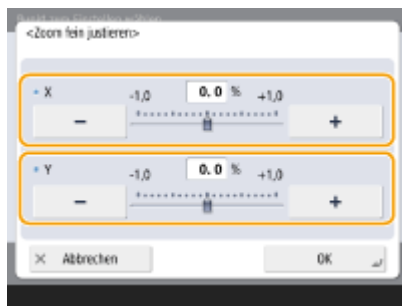 <Zoom fein justieren>
X
-1,0 0.0 % +1,0
− +
Y
-1,0 0.0 % +1,0
− +
× Abbrechen OK